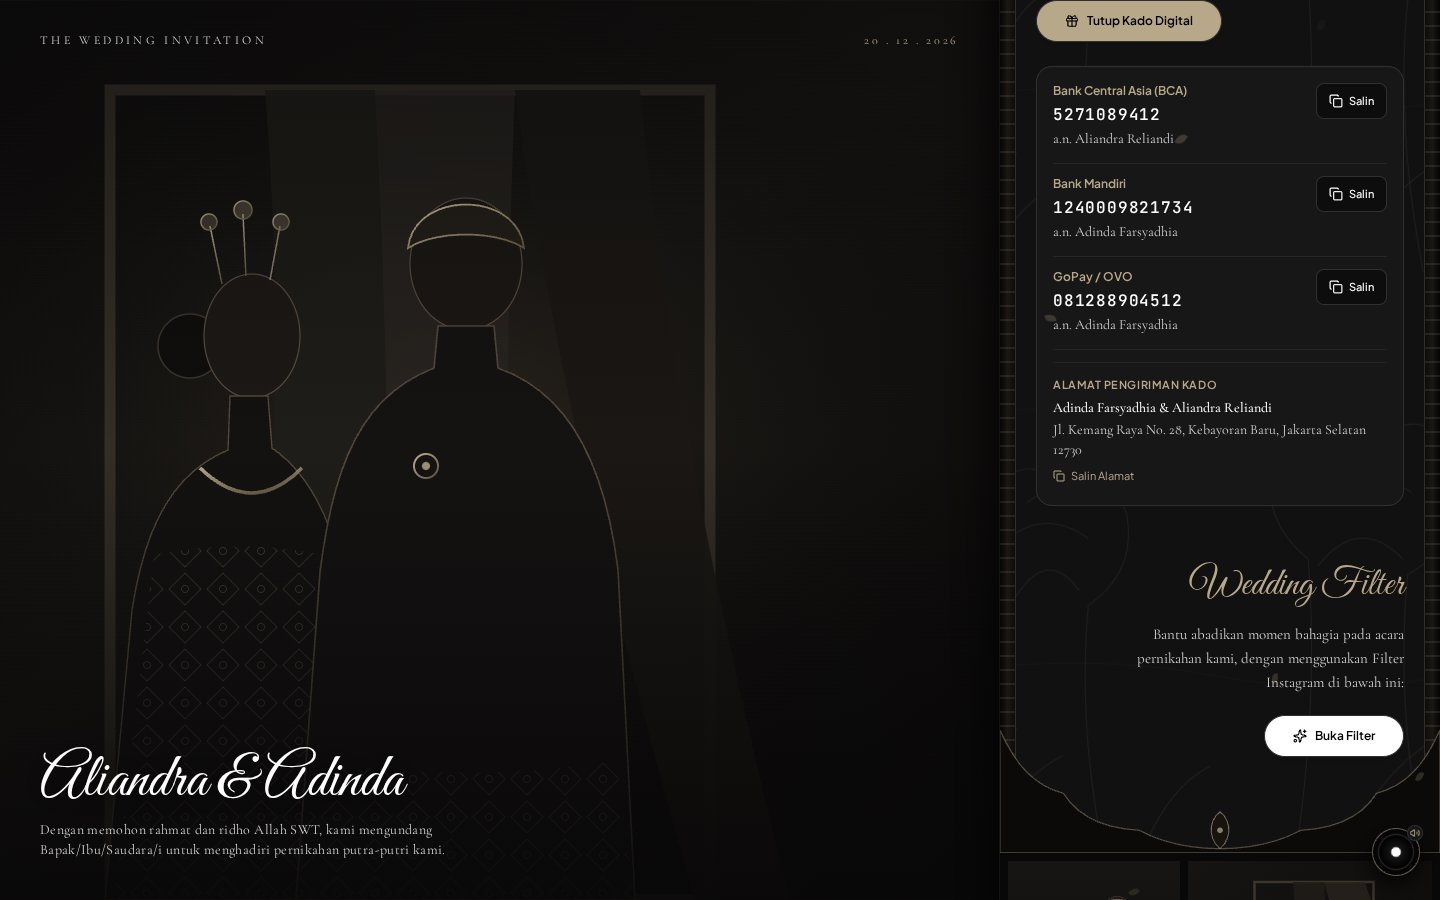 THE WEDDING INVITATION
20 . 12 . 2026
Aliandra & Adinda
Dengan memohon rahmat dan ridho Allah SWT, kami mengundang
Bapak/Ibu/Saudara/i untuk menghadiri pernikahan putra-putri kami.
Tutup Kado Digital
Bank Central Asia (BCA)
5271089412
a.n. Aliandra Reliandi
Salin
Bank Mandiri
1240009821734
a.n. Adinda Farsyadhia
Salin
GoPay / OVO
081288904512
a.n. Adinda Farsyadhia
Salin
ALAMAT PENGIRIMAN KADO
Adinda Farsyadhia & Aliandra Reliandi
Jl. Kemang Raya No. 28, Kebayoran Baru, Jakarta Selatan
12730
Salin Alamat
Wedding Filter
Bantu abadikan momen bahagia pada acara
pernikahan kami, dengan menggunakan Filter
Instagram di bawah ini:
Buka Filter